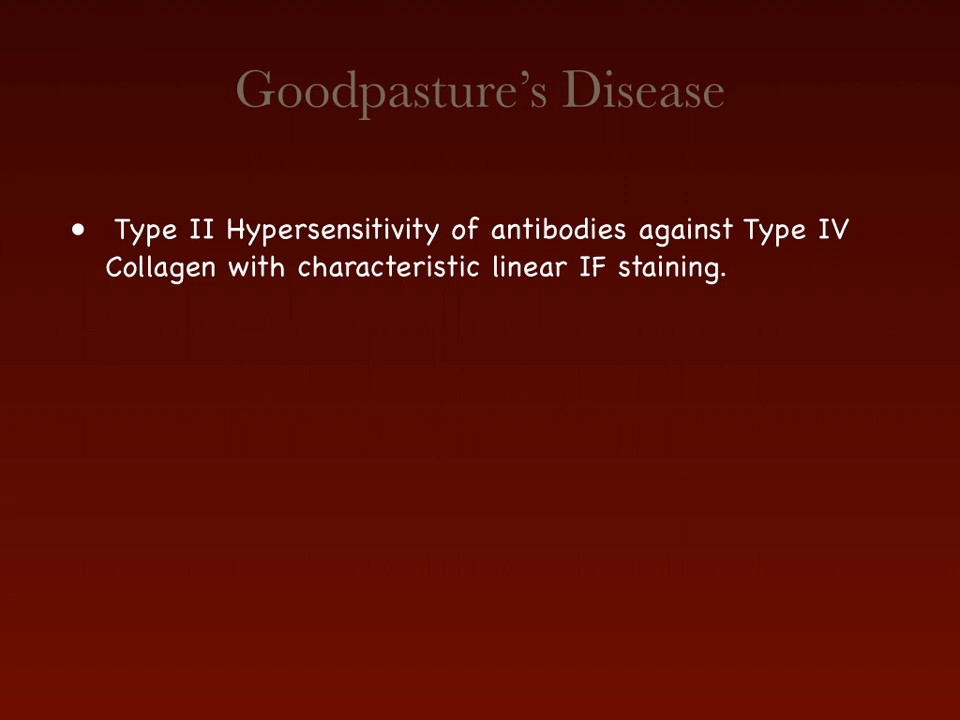 Goodpasture’s Disease
• Type II Hypersensitivity of antibodies against Type IV
Collagen with characteristic linear IF staining.